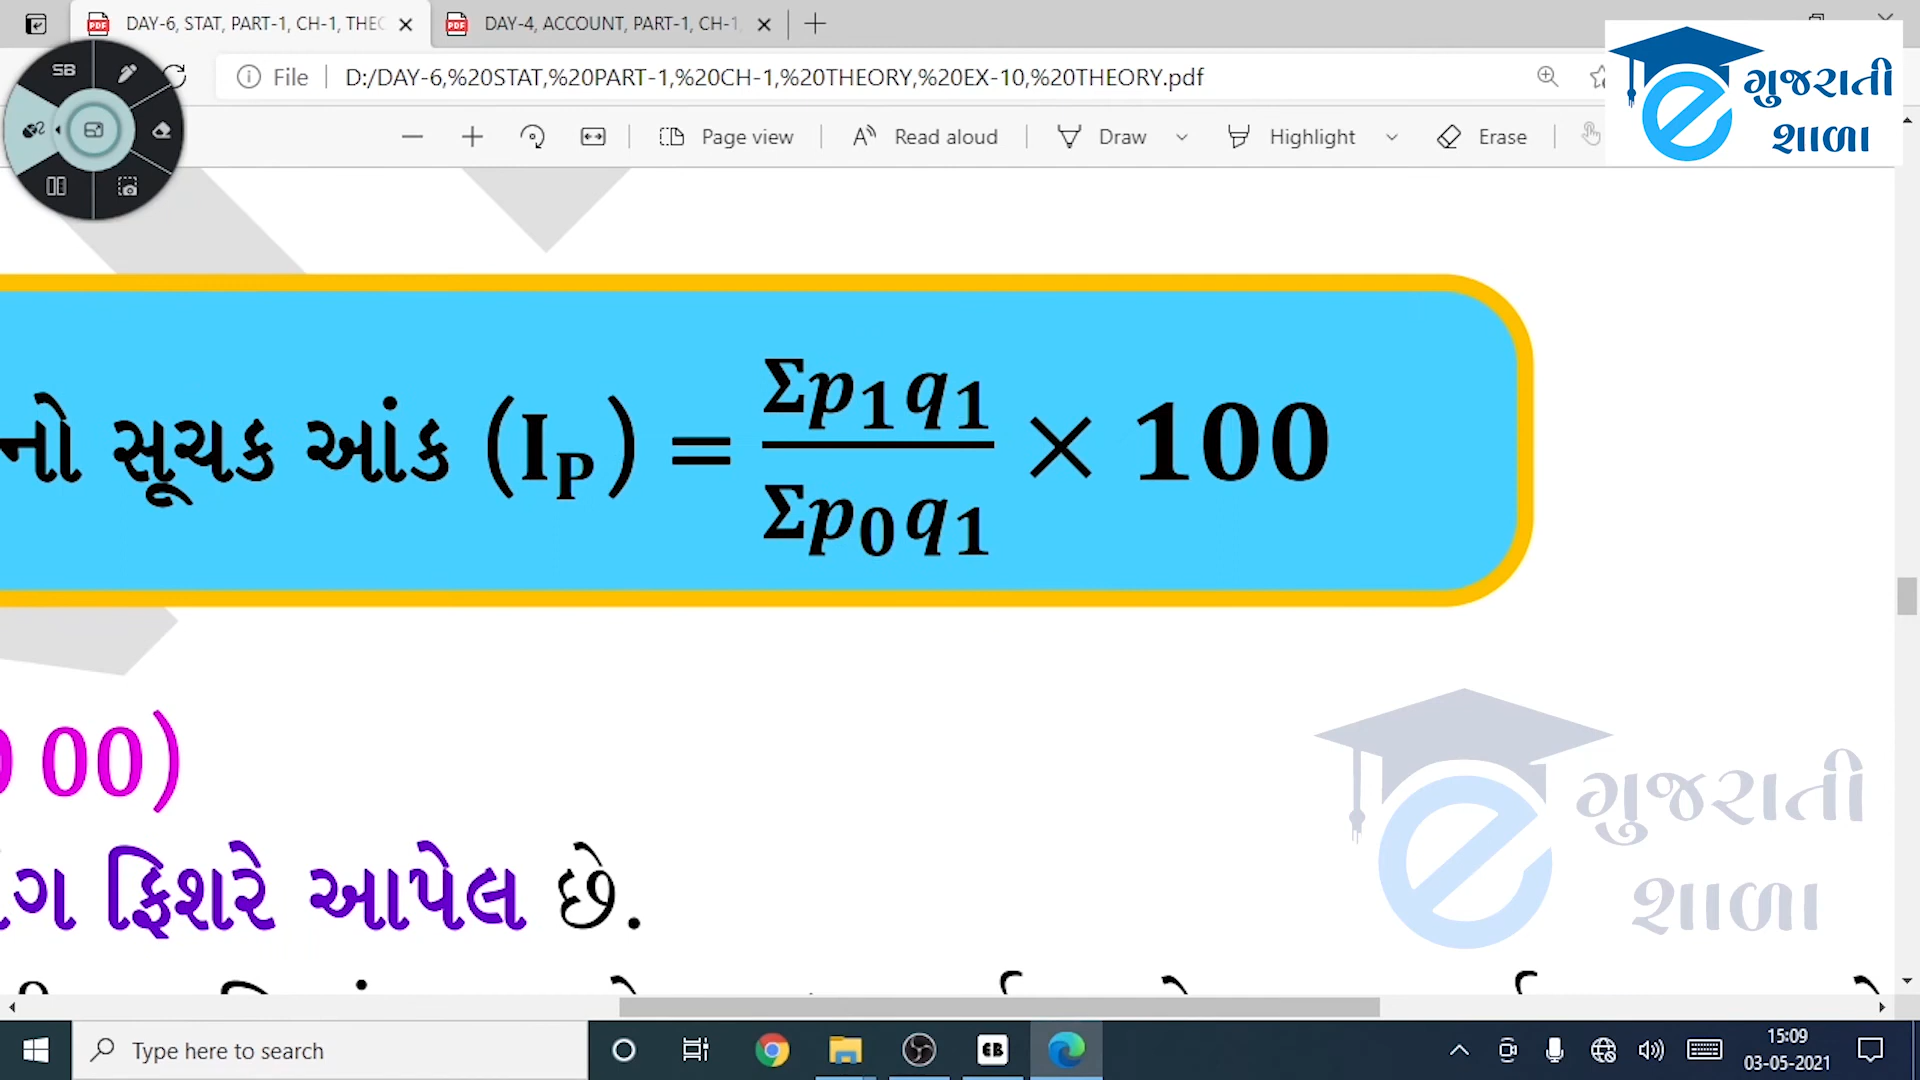 DAY-6, STAT, PART-1, CH-1, THEC
DAY-4, ACCOUNT, PART-1, CH-1
File D:/DAY-6,%20STAT,%20PART-1,%20CH-1,%20THEORY,%20EX-10,%20THEORY.pdf
SB
Page view Read aloud Draw Highlight Erase
e ગુજરાતી
શાળા
નો સૂચક આંક (I_P) = Σp₁q₁ / Σp₀q₁ × 100
00)
ફિશરે આપેલ છે.
e ગુજરાતી
શાળા
Type here to search
15:09
03-05-2021